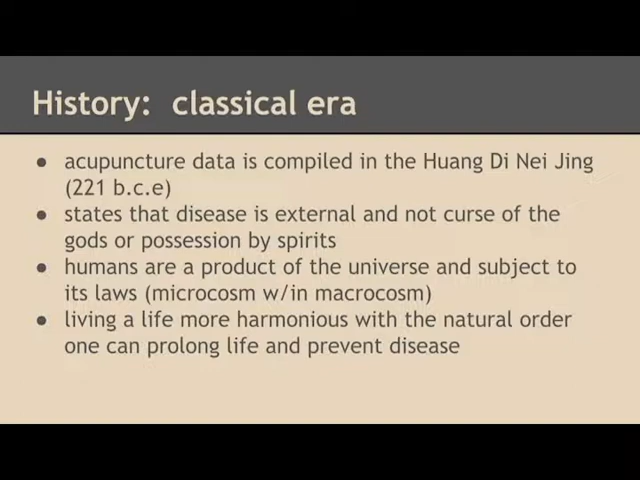 History: classical era
● acupuncture data is compiled in the Huang Di Nei Jing
(221 b.c.e)
● states that disease is external and not curse of the
gods or possession by spirits
● humans are a product of the universe and subject to
its laws (microcosm w/in macrocosm)
● living a life more harmonious with the natural order
one can prolong life and prevent disease